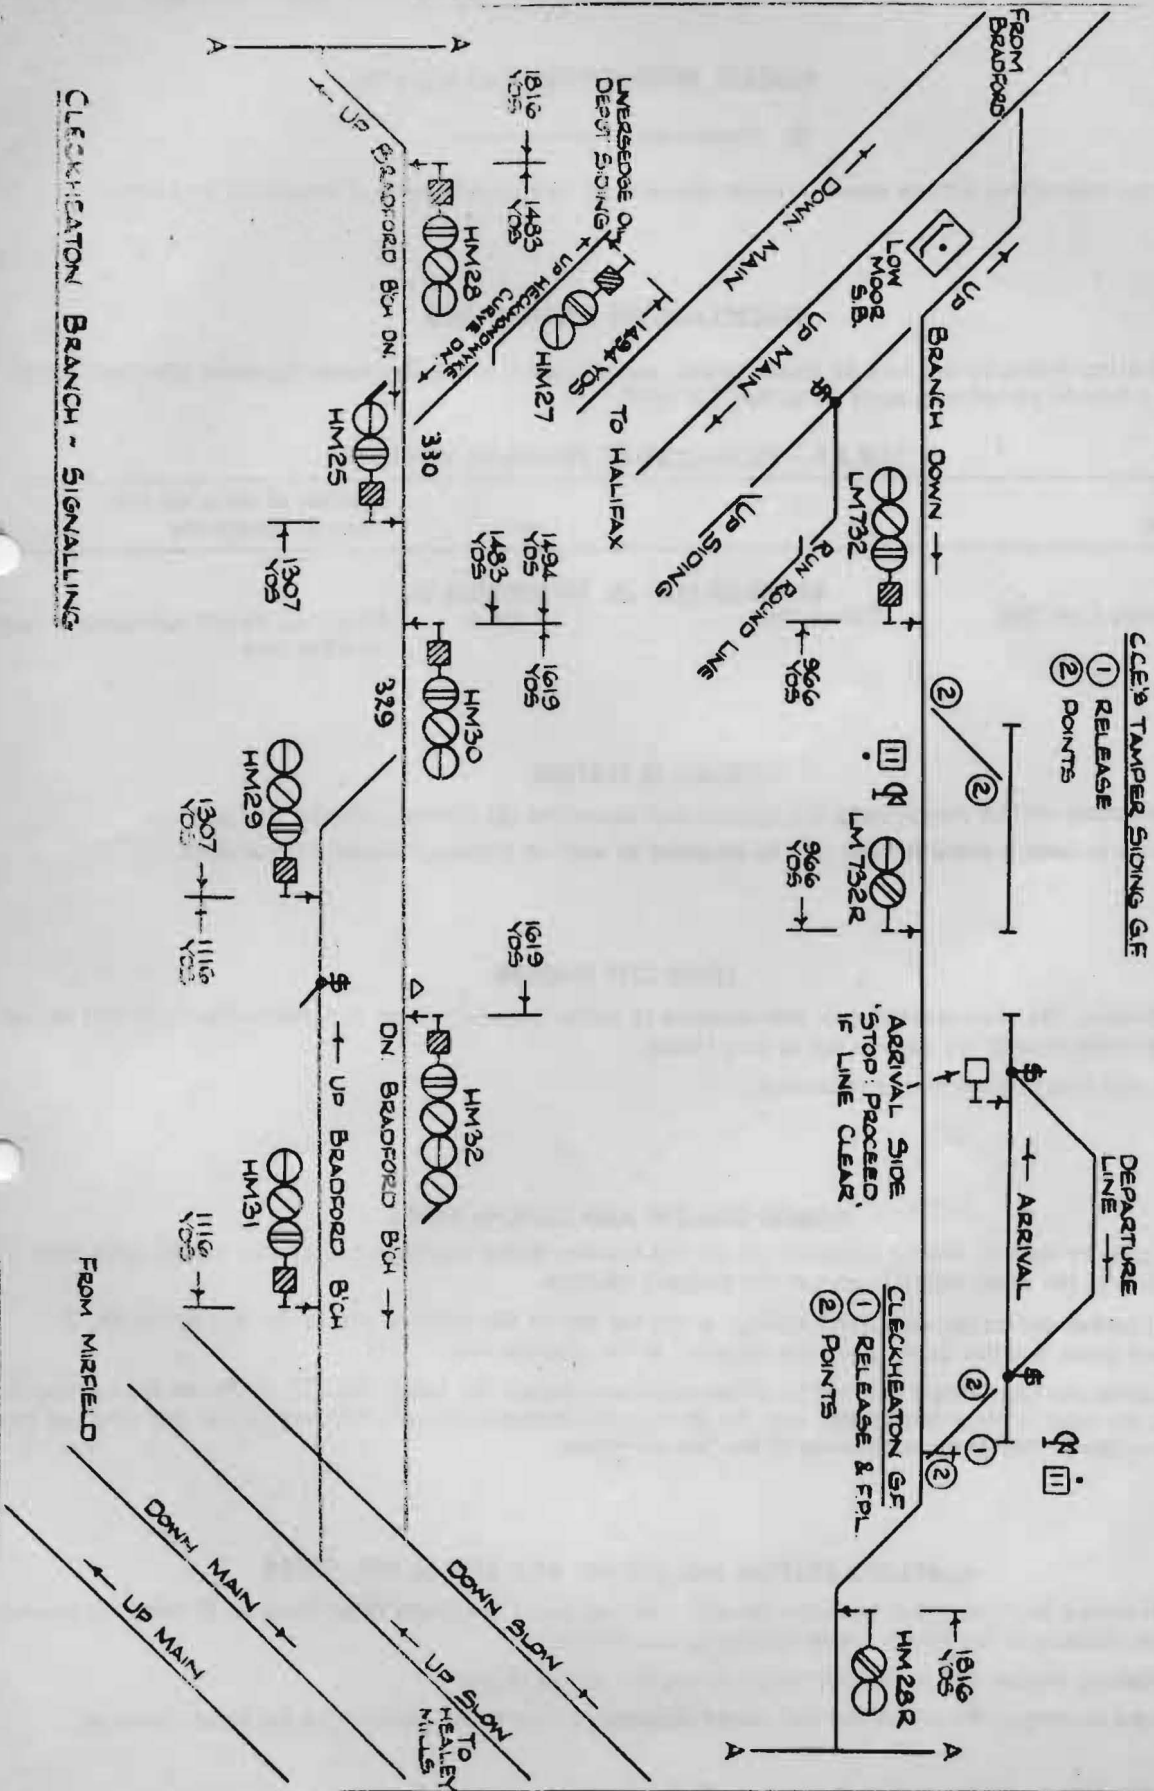 FROM
BRADFORD
UP
BRANCH DOWN
LOW
MOOR
S.B.
DOWN MAIN
UP MAIN
TO HALIFAX
UP SIDING
RUN ROUND LINE
LM732
966
YDS
C.C.E.'S TAMPER SIDING G.F.
1 RELEASE
2 POINTS
2
2
LM732R
966
YDS
ARRIVAL SIDE
'STOP: PROCEED
IF LINE CLEAR'
ARRIVAL
DEPARTURE
LINE
CLECKHEATON G.F.
1 RELEASE & F.P.L.
2 POINTS
2
1
2
HM28R
1816
YDS
A
A
A
A
UP BRADFORD B'CH DN.
1816
YDS
1483
YDS
HM28
LIVERSEDGE OIL
DEPOT SIDING
UP HECKMONDWYKE
CURVE DN.
HM27
1494 YDS
330
HM25
1307
YDS
1494
YDS
1483
YDS
1619
YDS
HM30
329
HM29
1307
YDS
1116
YDS
1619
YDS
HM32
DN BRADFORD B'CH
UP BRADFORD B'CH
HM31
1116
YDS
FROM MIRFIELD
DOWN SLOW
UP SLOW
DOWN MAIN
UP MAIN
TO
HEALEY
MILLS
CLECKHEATON BRANCH - SIGNALLING